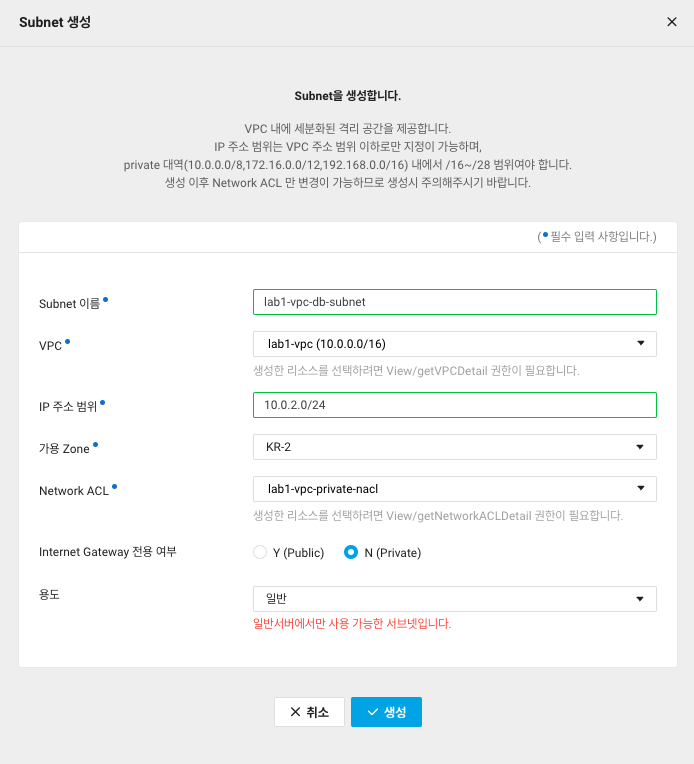 Subnet 생성
Subnet을 생성합니다.
VPC 내에 세분화된 격리 공간을 제공합니다.
IP 주소 범위는 VPC 주소 범위 이하로만 지정이 가능하며,
private 대역(10.0.0.0/8,172.16.0.0/12,192.168.0.0/16) 내에서 /16~/28 범위여야 합니다.
생성 이후 Network ACL 만 변경이 가능하므로 생성시 주의해주시기 바랍니다.
(• 필수 입력 사항입니다.)
Subnet 이름• lab1-vpc-db-subnet
VPC• lab1-vpc (10.0.0.0/16)
생성한 리소스를 선택하려면 View/getVPCDetail 권한이 필요합니다.
IP 주소 범위• 10.0.2.0/24
가용 Zone• KR-2
Network ACL• lab1-vpc-private-nacl
생성한 리소스를 선택하려면 View/getNetworkACLDetail 권한이 필요합니다.
Internet Gateway 전용 여부 Y (Public) N (Private)
용도 일반
일반서버에서만 사용 가능한 서브넷입니다.
취소 생성